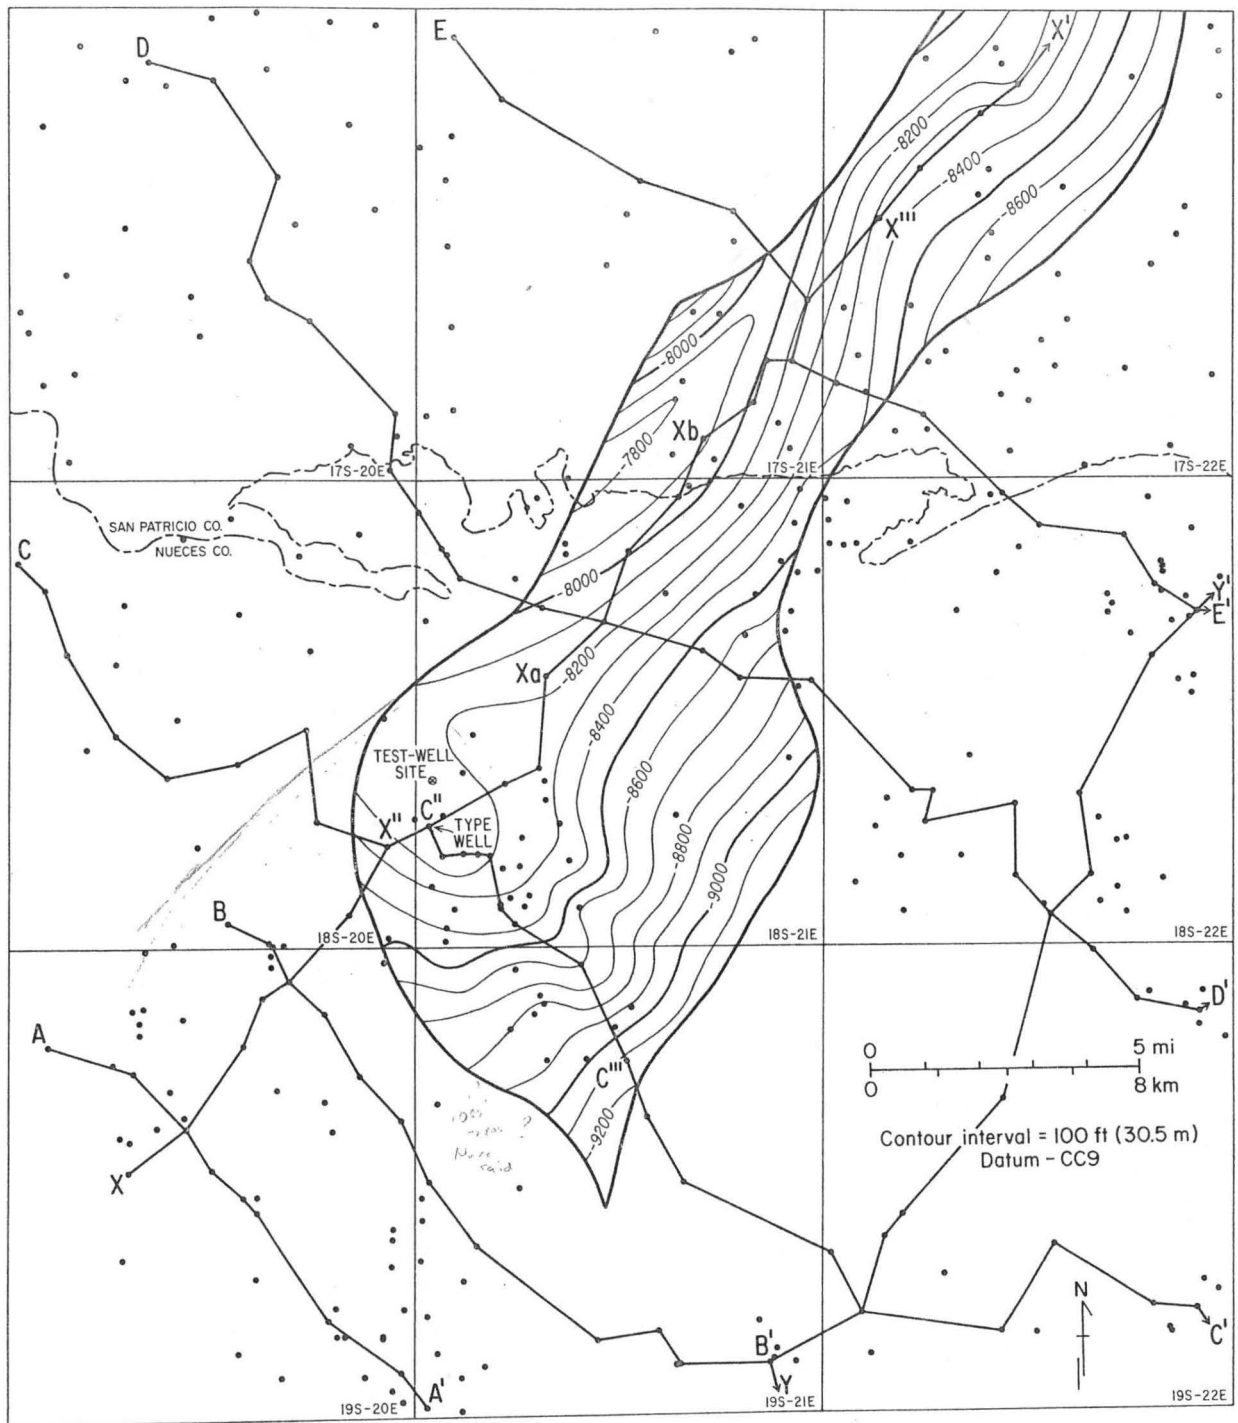 D
E
X'
-8200
-8400
-8600
X'''
-8000
Xb
-7800
17S-20E
17S-21E
17S-22E
SAN PATRICIO CO.
NUECES CO.
C
-8000
Y'
E'
Xa
-8200
-8400
TEST-WELL
SITE
-8600
C''
TYPE
WELL
X''
-8800
-9000
B
18S-20E
18S-21E
18S-22E
D'
A
0
5 mi
0
8 km
C'''
-9200
Contour interval = 100 ft (30.5 m)
Datum - CC9
X
N
B'
C'
Y
A'
19S-20E
19S-21E
19S-22E